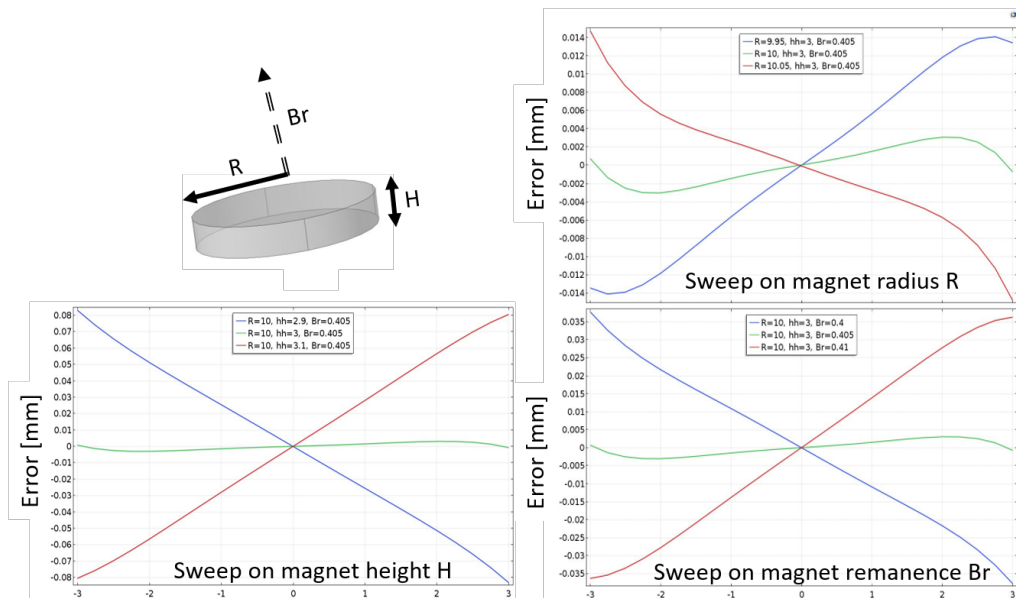 Br
R
H
Error [mm]
0.014
0.012
0.01
0.008
0.006
0.004
0.002
0
-0.002
-0.004
-0.006
-0.008
-0.01
-0.012
-0.014
R=9.95, hh=3, Br=0.405
R=10, hh=3, Br=0.405
R=10.05, hh=3, Br=0.405
Sweep on magnet radius R
Error [mm]
0.08
0.07
0.06
0.05
0.04
0.03
0.02
0.01
0
-0.01
-0.02
-0.03
-0.04
-0.05
-0.06
-0.07
-0.08
R=10, hh=2.9, Br=0.405
R=10, hh=3, Br=0.405
R=10, hh=3.1, Br=0.405
Sweep on magnet height H
-3 -2 -1 0 1 2 3
Error [mm]
0.035
0.03
0.025
0.02
0.015
0.01
0.005
0
-0.005
-0.01
-0.015
-0.02
-0.025
-0.03
-0.035
R=10, hh=3, Br=0.4
R=10, hh=3, Br=0.405
R=10, hh=3, Br=0.41
Sweep on magnet remanence Br
-3 -2 -1 0 1 2 3